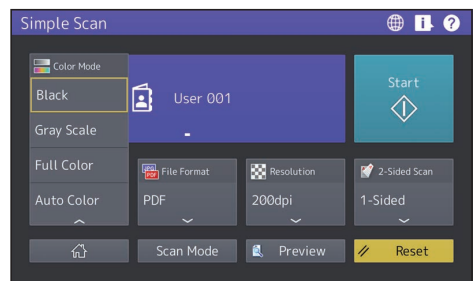 Simple Scan
Color Mode
Black
Gray Scale
Full Color
Auto Color
User 001
Start
File Format
PDF
Resolution
200dpi
2-Sided Scan
1-Sided
Scan Mode
Preview
Reset